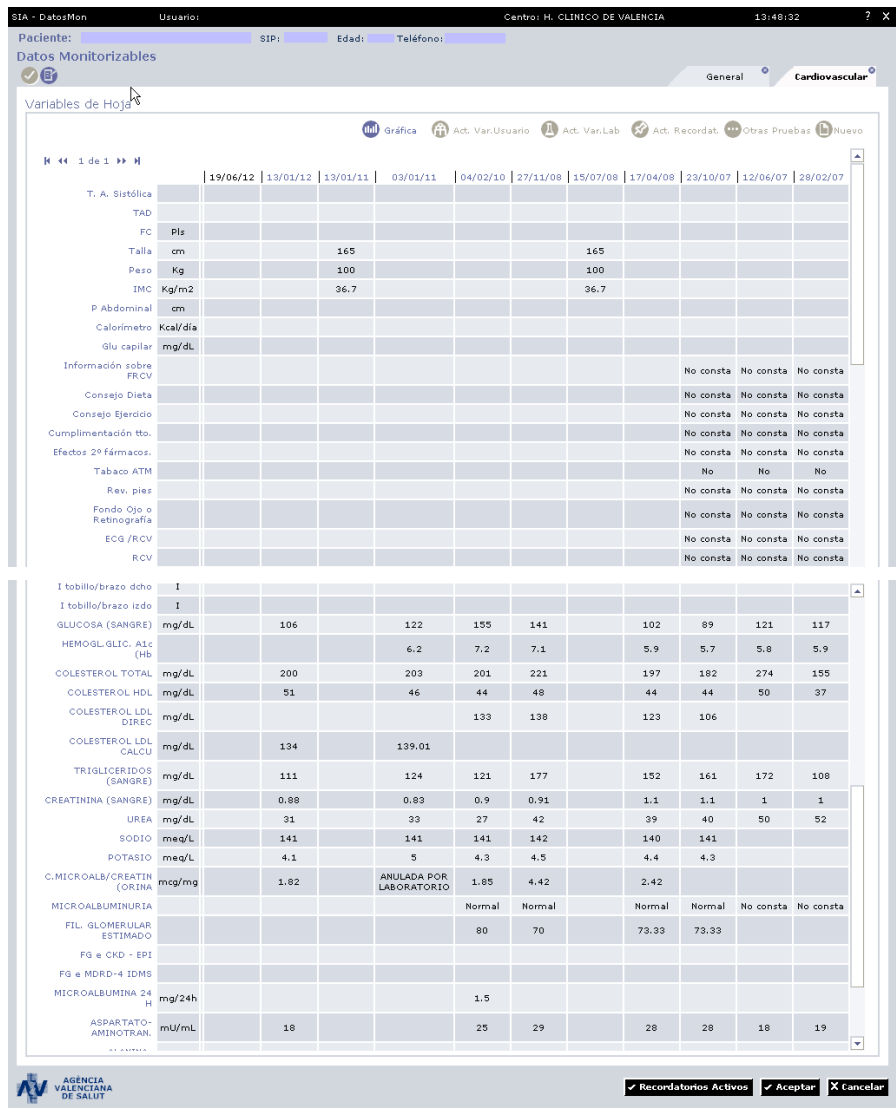 SIA - DatosMon Usuario: Centro: H. CLINICO DE VALENCIA 13:48:32 ? X
Paciente: SIP: Edad: Teléfono:
Datos Monitorizables
General Cardiovascular
Variables de Hoja
Gráfica Act. Var.Usuario Act. Var.Lab Act. Recordat. Otras Pruebas Nuevo
1 de 1
19/06/12 13/01/12 13/01/11 03/01/11 04/02/10 27/11/08 15/07/08 17/04/08 23/10/07 12/06/07 28/02/07
T. A. Sistólica
TAD
FC Pls
Talla cm 165 165
Peso Kg 100 100
IMC Kg/m2 36.7 36.7
P Abdominal cm
Calorímetro Kcal/día
Glu capilar mg/dL
Información sobre
FRCV No consta No consta No consta
Consejo Dieta No consta No consta No consta
Consejo Ejercicio No consta No consta No consta
Cumplimentación tto. No consta No consta No consta
Efectos 2º fármacos. No consta No consta No consta
Tabaco ATM No No No
Rev. pies No consta No consta No consta
Fondo Ojo o
Retinografía No consta No consta No consta
ECG /RCV No consta No consta No consta
RCV No consta No consta No consta
I tobillo/brazo dcho I
I tobillo/brazo izdo I
GLUCOSA (SANGRE) mg/dL 106 122 155 141 102 89 121 117
HEMOGL.GLIC. A1c
(Hb 6.2 7.2 7.1 5.9 5.7 5.8 5.9
COLESTEROL TOTAL mg/dL 200 203 201 221 197 182 274 155
COLESTEROL HDL mg/dL 51 46 44 48 44 44 50 37
COLESTEROL LDL
DIREC mg/dL 133 138 123 106
COLESTEROL LDL
CALCU mg/dL 134 139.01
TRIGLICERIDOS
(SANGRE) mg/dL 111 124 121 177 152 161 172 108
CREATININA (SANGRE) mg/dL 0.88 0.83 0.9 0.91 1.1 1.1 1 1
UREA mg/dL 31 33 27 42 39 40 50 52
SODIO meq/L 141 141 141 142 140 141
POTASIO meq/L 4.1 5 4.3 4.5 4.4 4.3
C.MICROALB/CREATIN
(ORINA mcg/mg 1.82 ANULADA POR
LABORATORIO 1.85 4.42 2.42
MICROALBUMINURIA Normal Normal Normal Normal No consta No consta
FIL. GLOMERULAR
ESTIMADO 80 70 73.33 73.33
FG e CKD - EPI
FG e MDRD-4 IDMS
MICROALBUMINA 24
H mg/24h 1.5
ASPARTATO-
AMINOTRAN. mU/mL 18 25 29 28 28 18 19
AGÈNCIA
VALENCIANA
DE SALUT
Recordatorios Activos Aceptar X Cancelar